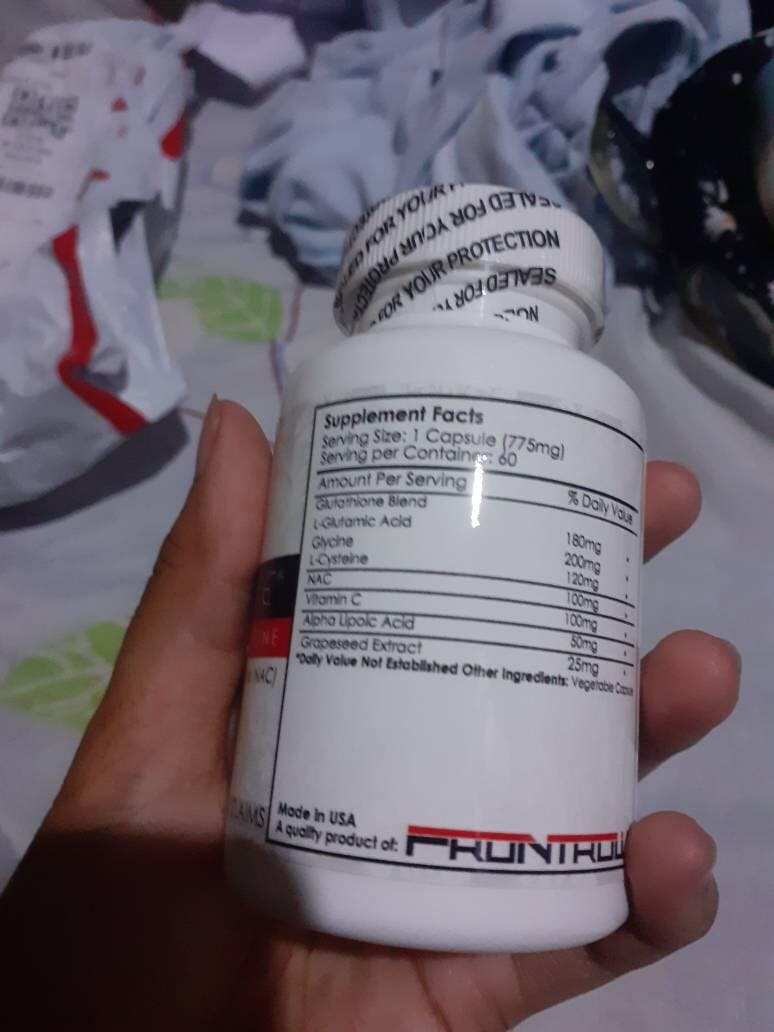 SEALED FOR YOUR PROTECTION
FOR YOUR PROTECTION
SEALED FOR YOUR
Supplement Facts
Serving Size: 1 Capsule (775mg)
Serving per Container: 60
Amount Per Serving % Daily Value
Glutathione Blend
L-Glutamic Acid 180mg *
Glycine 200mg *
L-Cysteine 120mg *
NAC 100mg *
Vitamin C 100mg *
Alpha Lipoic Acid 50mg *
Grapeseed Extract 25mg *
*Daily Value Not Established Other Ingredients: Vegetable Capsule
NAC)
Made in USA
A quality product of: